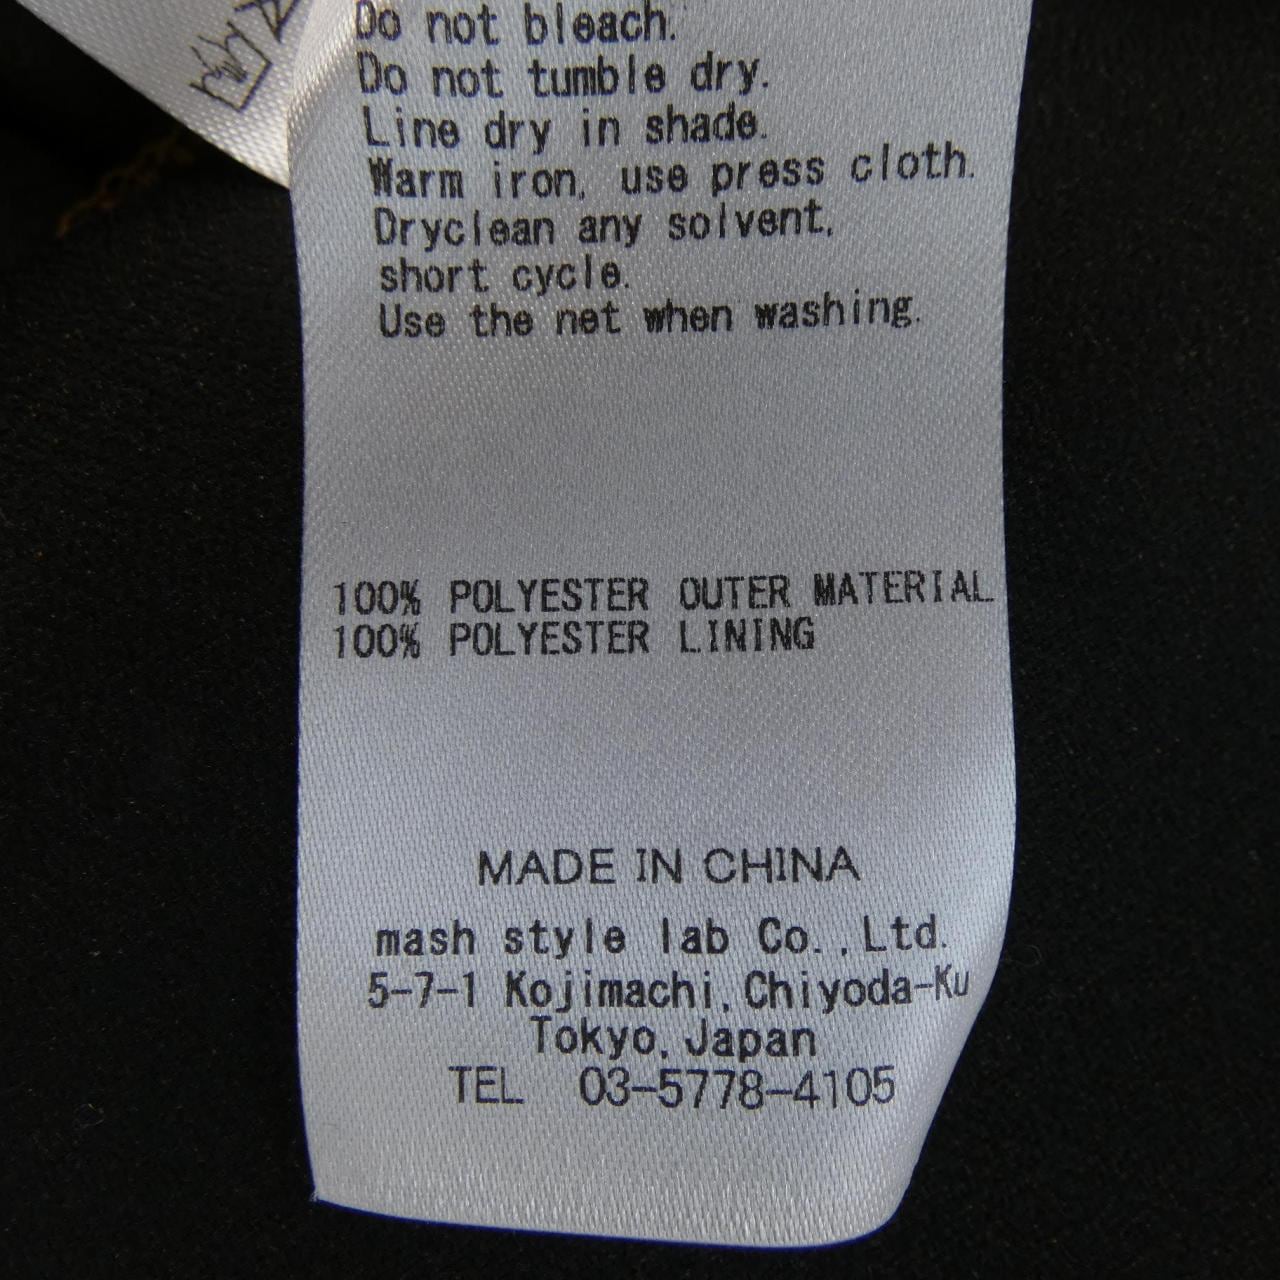 Do not bleach.
Do not tumble dry.
Line dry in shade.
Warm iron, use press cloth.
Dryclean any solvent,
short cycle.
Use the net when washing.
100% POLYESTER OUTER MATERIAL
100% POLYESTER LINING
MADE IN CHINA
mash style lab Co.,Ltd.
5-7-1 Kojimachi,Chiyoda-Ku
Tokyo,Japan
TEL 03-5778-4105